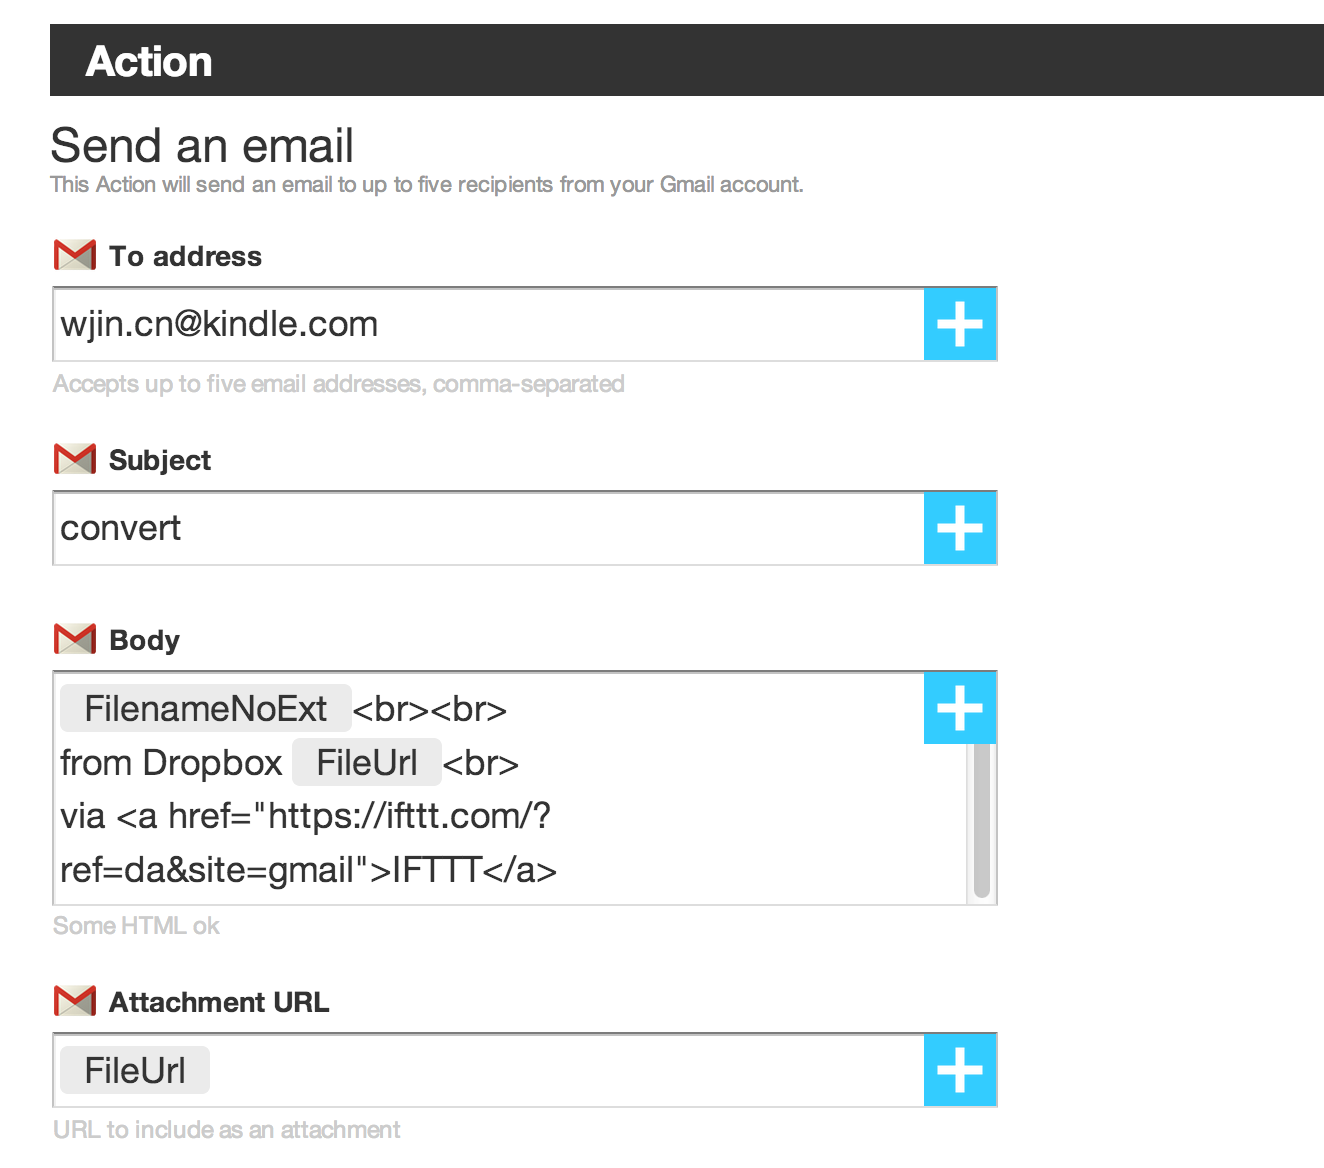 Action
Send an email
This Action will send an email to up to five recipients from your Gmail account.
To address
wjin.cn@kindle.com
Accepts up to five email addresses, comma-separated
Subject
convert
Body
FilenameNoExt <br><br>
from Dropbox FileUrl <br>
via <a href="https://ifttt.com/?
ref=da&site=gmail">IFTTT</a>
Some HTML ok
Attachment URL
FileUrl
URL to include as an attachment